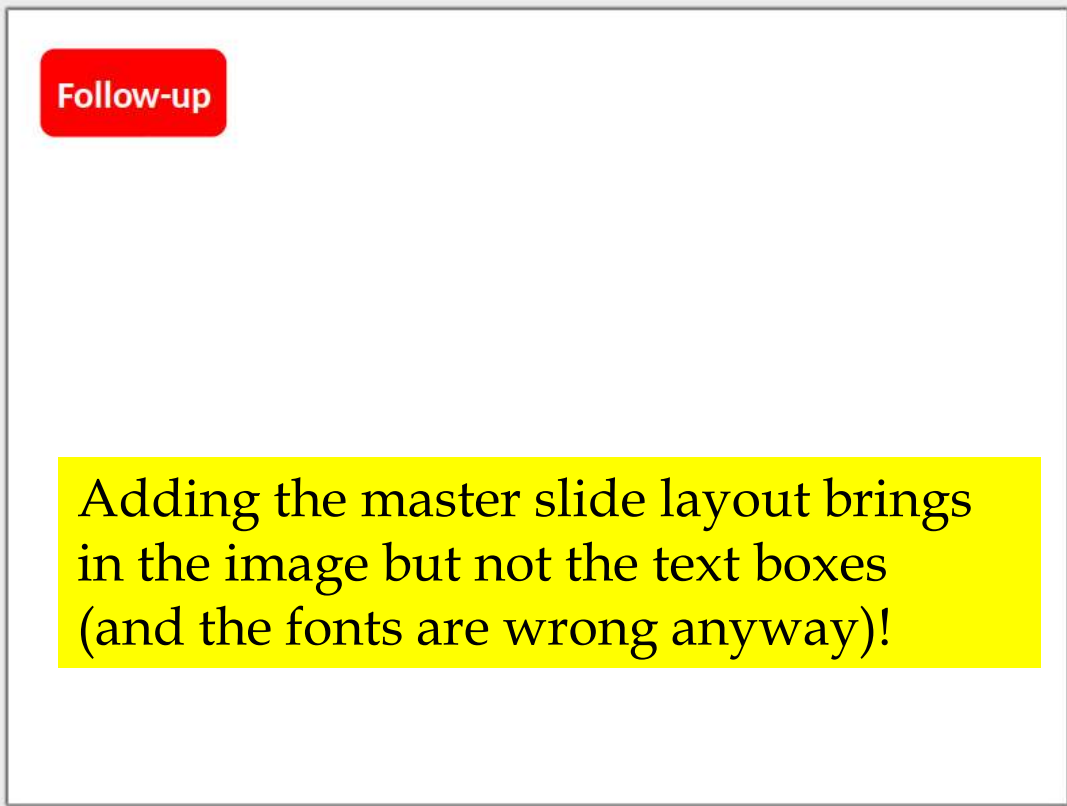 Follow-up
Adding the master slide layout brings
in the image but not the text boxes
(and the fonts are wrong anyway)!